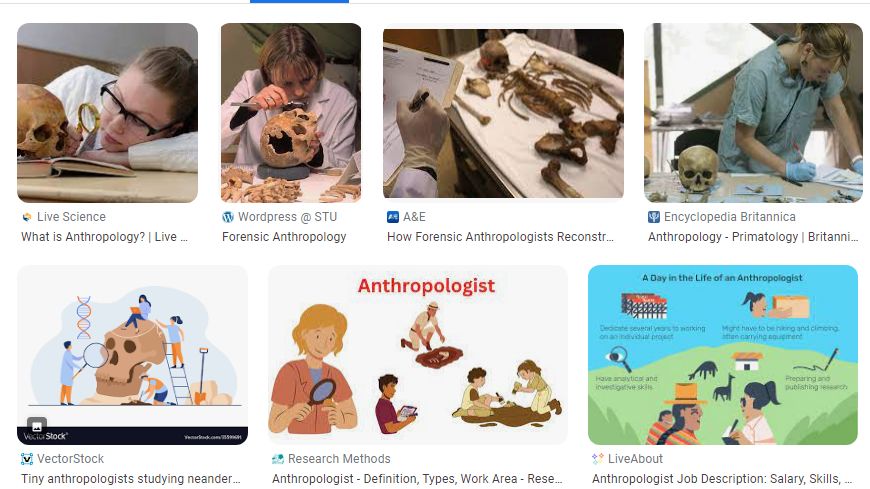 Live Science
What is Anthropology? | Live ...
Wordpress @ STU
Forensic Anthropology
A&E
How Forensic Anthropologists Reconstr...
Encyclopedia Britannica
Anthropology - Primatology | Britanni...
VectorStock®
VectorStock.com/35591691
VectorStock
Tiny anthropologists studying neander...
Anthropologist
Research Methods
Anthropologist - Definition, Types, Work Area - Rese...
A Day in the Life of an Anthropologist
Dedicate several years to working
on an individual project
Might have to be hiking and climbing,
often carrying equipment
Have analytical and
investigative skills
Preparing and
publishing research
LiveAbout
Anthropologist Job Description: Salary, Skills, ...